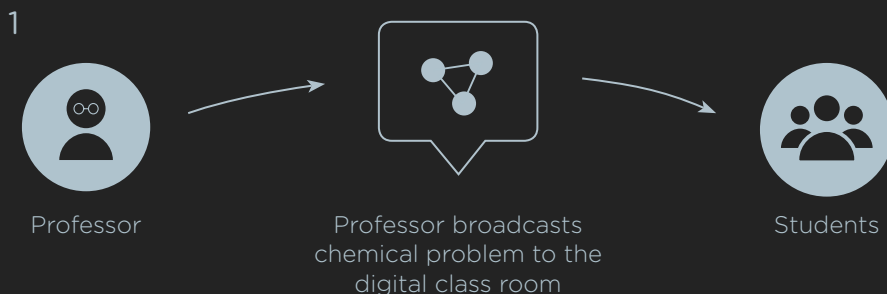 1
Professor
Professor broadcasts
chemical problem to the
digital class room
Students